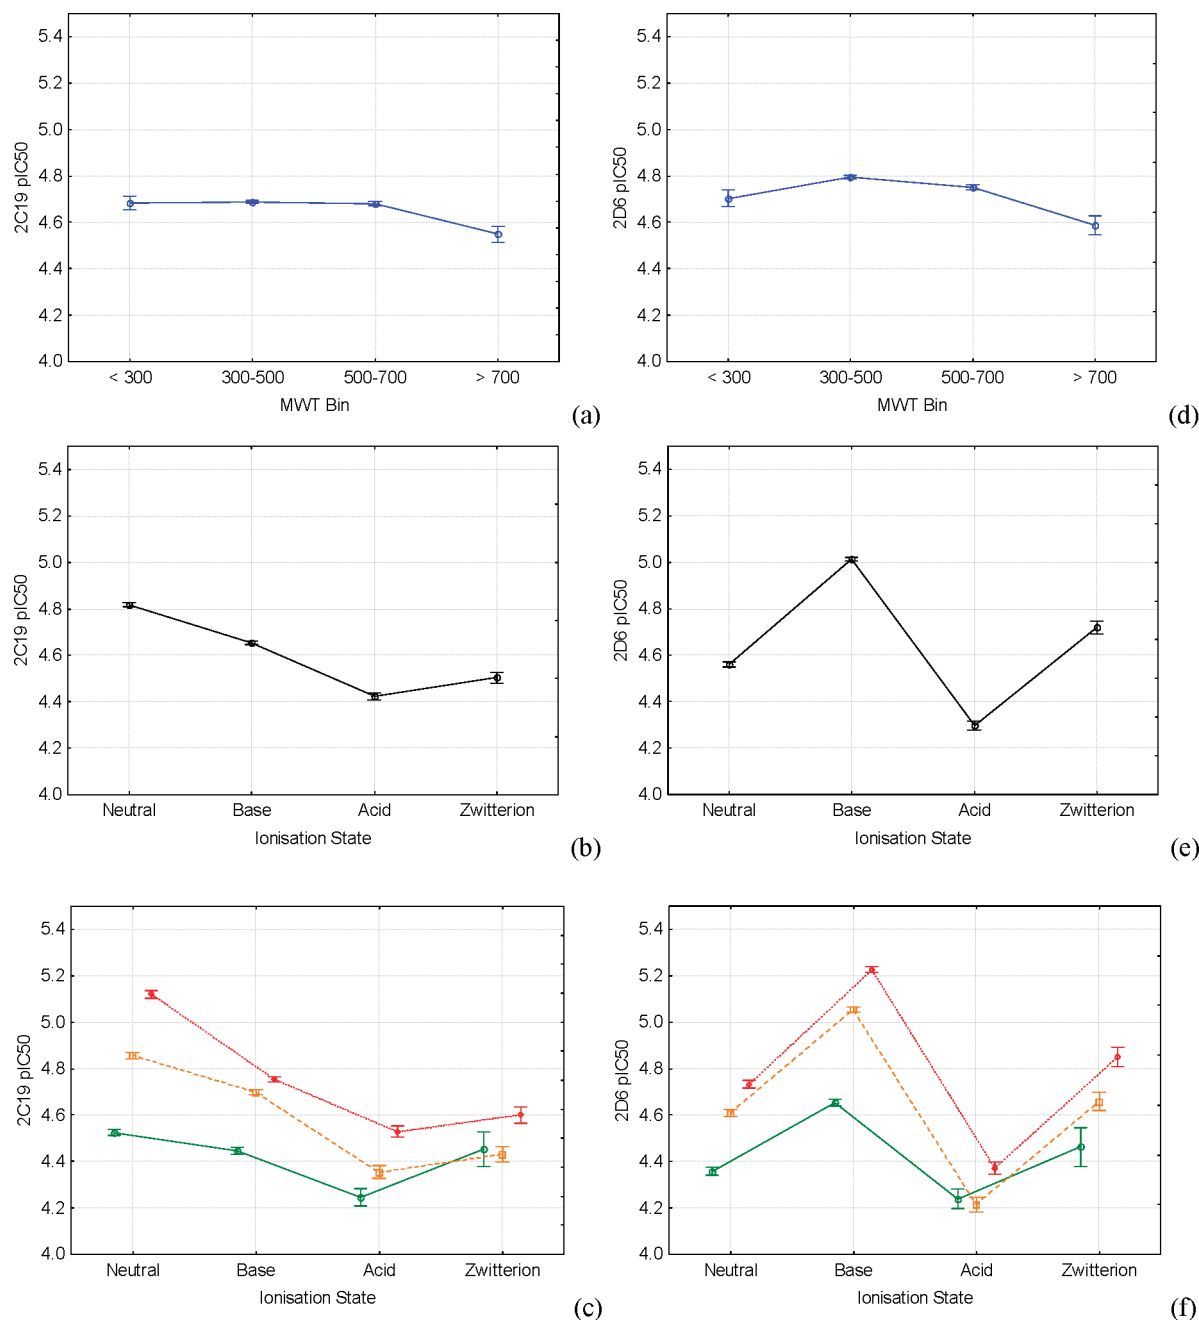 5.4
5.2
5.0
4.8
4.6
4.4
4.2
4.0
2C19 pIC50
< 300 300-500 500-700 > 700
MWT Bin
(a)
5.4
5.2
5.0
4.8
4.6
4.4
4.2
4.0
2D6 pIC50
< 300 300-500 500-700 > 700
MWT Bin
(d)
5.4
5.2
5.0
4.8
4.6
4.4
4.2
4.0
2C19 pIC50
Neutral Base Acid Zwitterion
Ionisation State
(b)
5.4
5.2
5.0
4.8
4.6
4.4
4.2
4.0
2D6 pIC50
Neutral Base Acid Zwitterion
Ionisation State
(e)
5.4
5.2
5.0
4.8
4.6
4.4
4.2
4.0
2C19 pIC50
Neutral Base Acid Zwitterion
Ionisation State
(c)
5.4
5.2
5.0
4.8
4.6
4.4
4.2
4.0
2D6 pIC50
Neutral Base Acid Zwitterion
Ionisation State
(f)